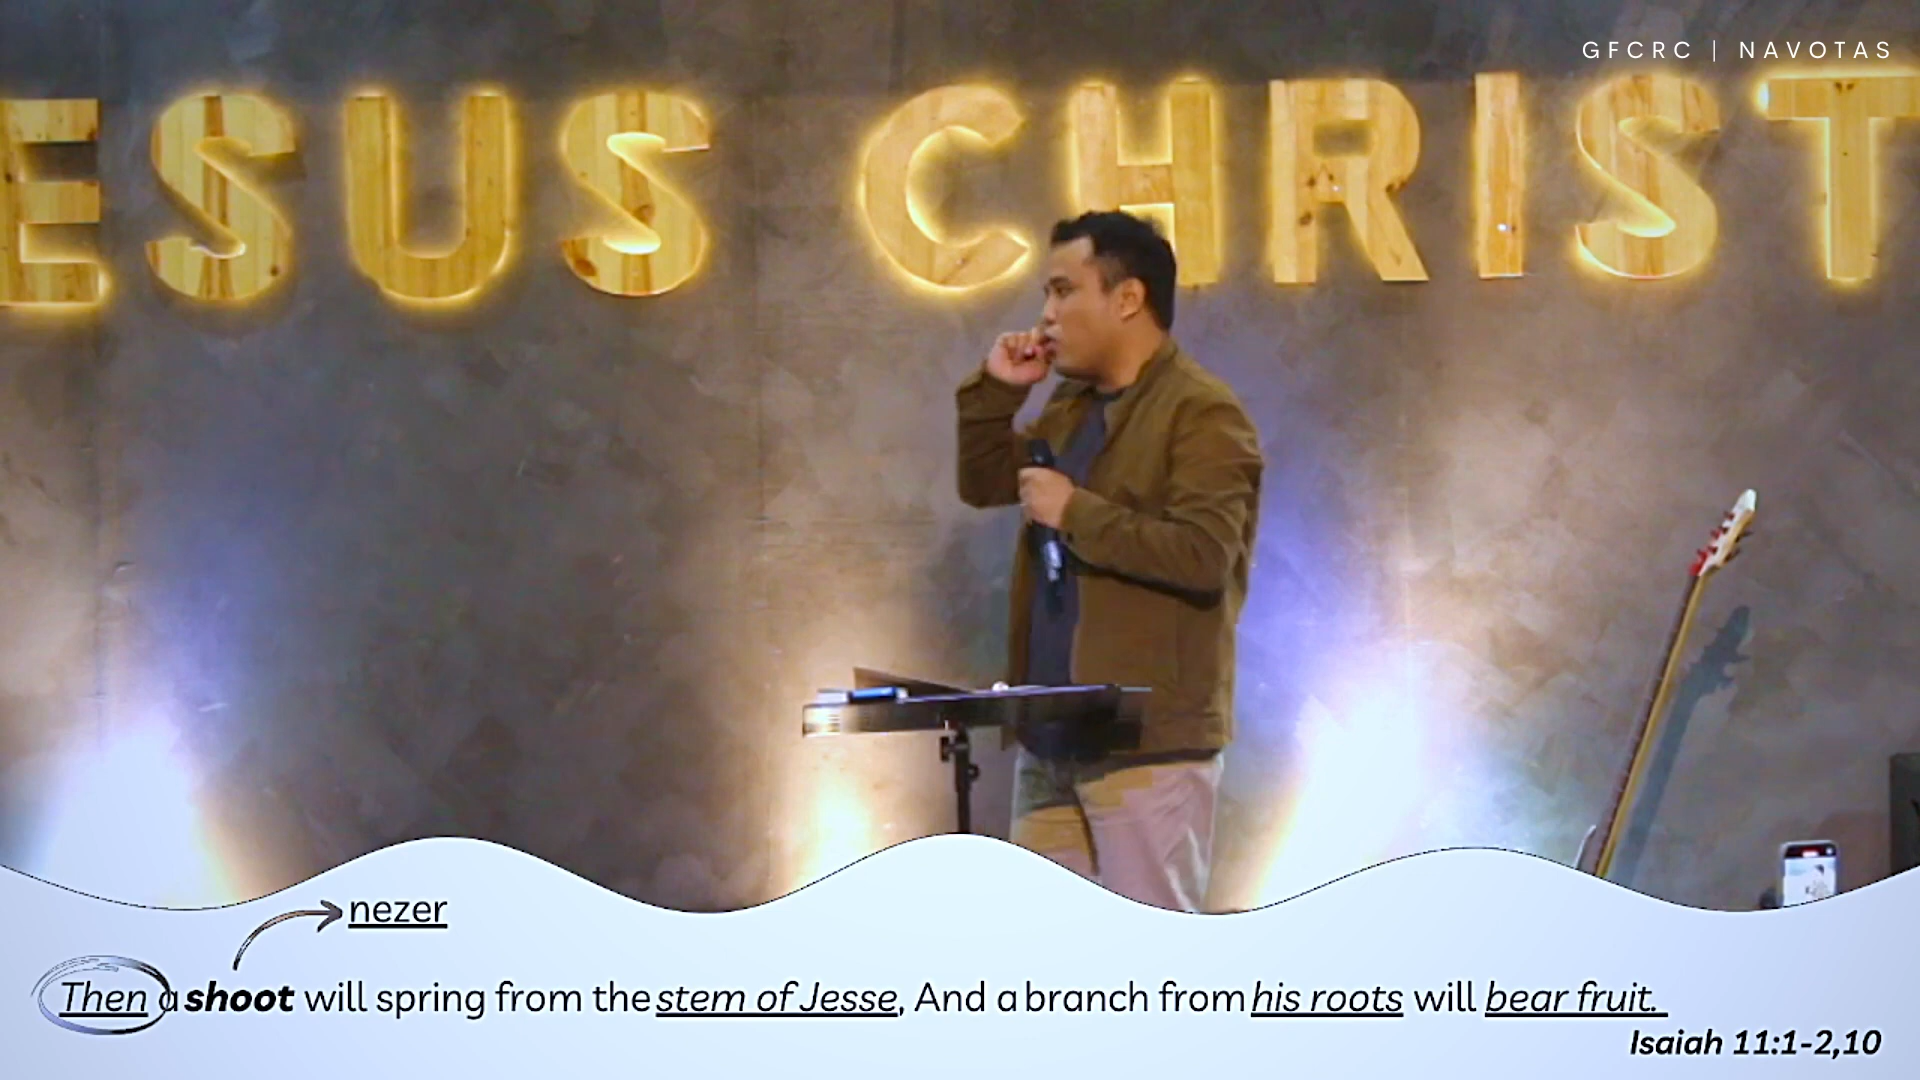 GFCRC | NAVOTAS
ESUS CHRIST
nezer
Then a shoot will spring from the stem of Jesse, And a branch from his roots will bear fruit.
Isaiah 11:1-2,10